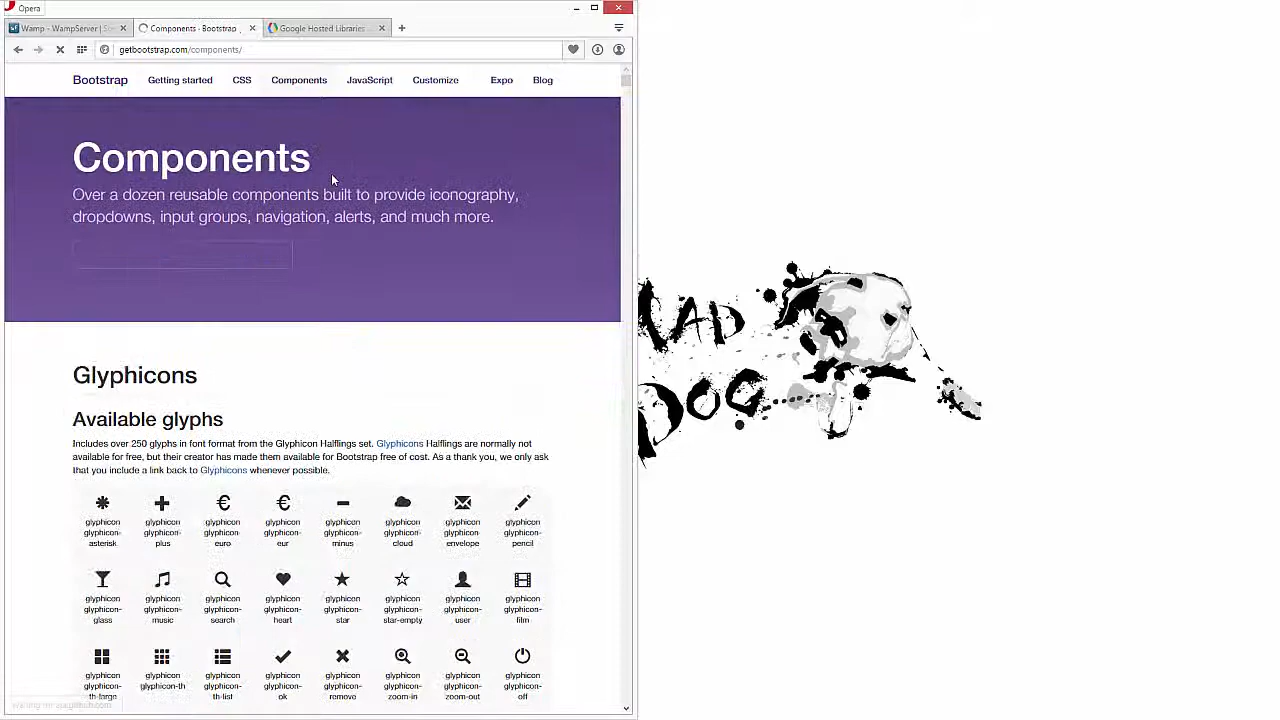 Opera
Wamp - WampServer | So
Components · Bootstrap
Google Hosted Libraries
getbootstrap.com/components/
Bootstrap Getting started CSS Components JavaScript Customize Expo Blog
Components
Over a dozen reusable components built to provide iconography,
dropdowns, input groups, navigation, alerts, and much more.
Glyphicons
Available glyphs
Includes over 250 glyphs in font format from the Glyphicon Halflings set. Glyphicons Halflings are normally not
available for free, but their creator has made them available for Bootstrap free of cost. As a thank you, we only ask
that you include a link back to Glyphicons whenever possible.
glyphicon glyphicon glyphicon glyphicon glyphicon glyphicon glyphicon glyphicon
glyphicon- glyphicon- glyphicon- glyphicon- glyphicon- glyphicon- glyphicon- glyphicon-
asterisk plus euro eur minus cloud envelope pencil
glyphicon glyphicon glyphicon glyphicon glyphicon glyphicon glyphicon glyphicon
glyphicon- glyphicon- glyphicon- glyphicon- glyphicon- glyphicon- glyphicon- glyphicon-
glass music search heart star star-empty user film
glyphicon glyphicon glyphicon glyphicon glyphicon glyphicon glyphicon glyphicon
glyphicon- glyphicon-th glyphicon- glyphicon- glyphicon- glyphicon- glyphicon- glyphicon-
th-large th-list ok remove zoom-in zoom-out off
DOG